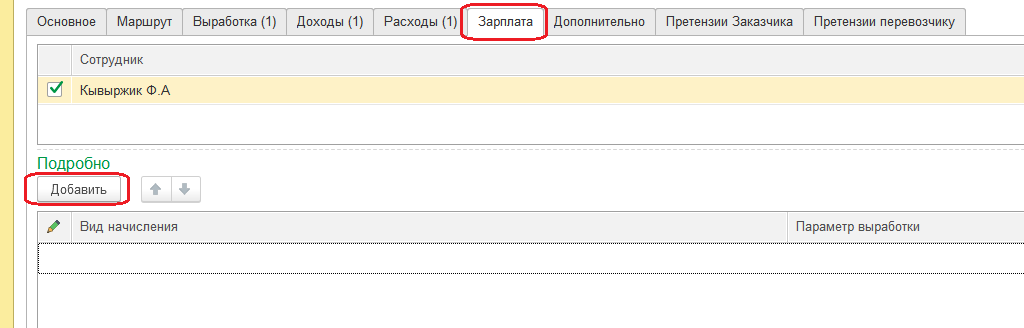 Основное Маршрут Выработка (1) Доходы (1) Расходы (1) Зарплата Дополнительно Претензии Заказчика Претензии перевозчику
Сотрудник
Кывыржик Ф.А
Подробно
Добавить
Вид начисления Параметр выработки